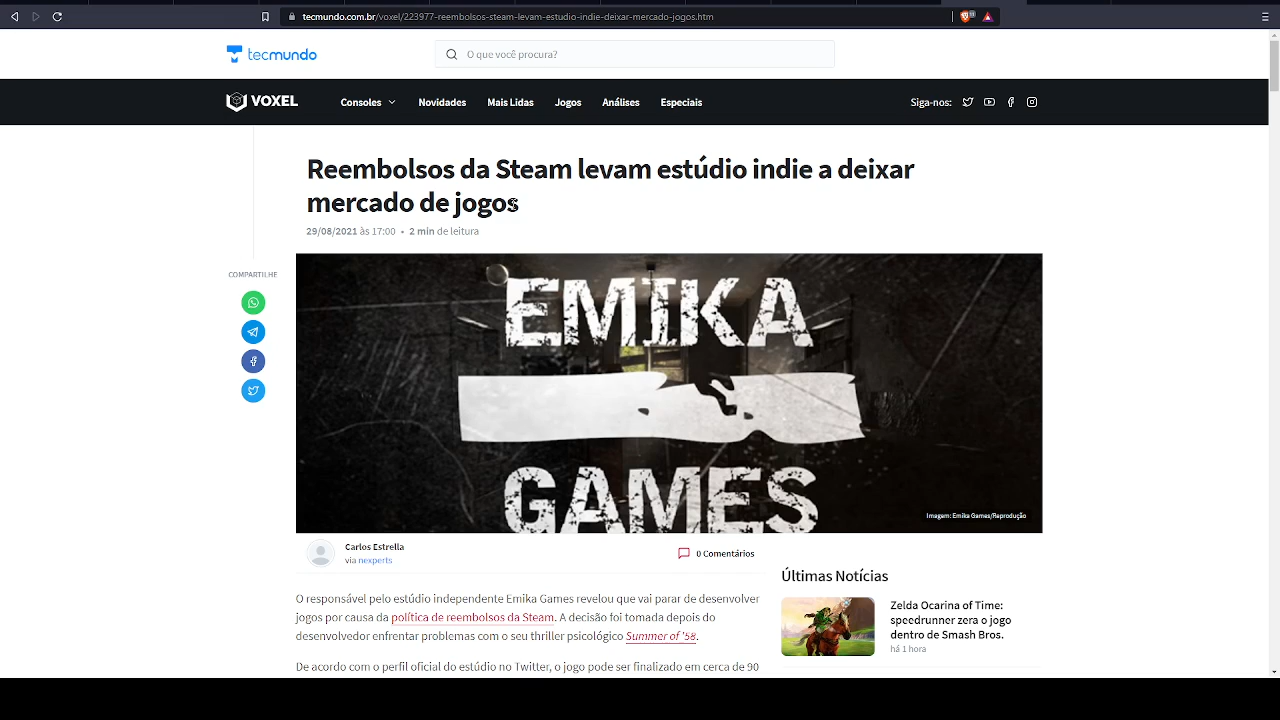 tecmundo.com.br/voxel/223977-reembolsos-steam-levam-estudio-indie-deixar-mercado-jogos.htm
tecmundo
O que você procura?
VOXEL
Consoles
Novidades
Mais Lidas
Jogos
Análises
Especiais
Siga-nos:
Reembolsos da Steam levam estúdio indie a deixar
mercado de jogos
29/08/2021 às 17:00 • 2 min de leitura
COMPARTILHE
EMIKA
GAMES
Imagem: Emika Games/Reprodução
Carlos Estrella
via nexperts
0 Comentários
O responsável pelo estúdio independente Emika Games revelou que vai parar de desenvolver
jogos por causa da política de reembolsos da Steam. A decisão foi tomada depois do
desenvolvedor enfrentar problemas com o seu thriller psicológico Summer of '58.
De acordo com o perfil oficial do estúdio no Twitter, o jogo pode ser finalizado em cerca de 90
Últimas Notícias
Zelda Ocarina of Time:
speedrunner zera o jogo
dentro de Smash Bros.
há 1 hora